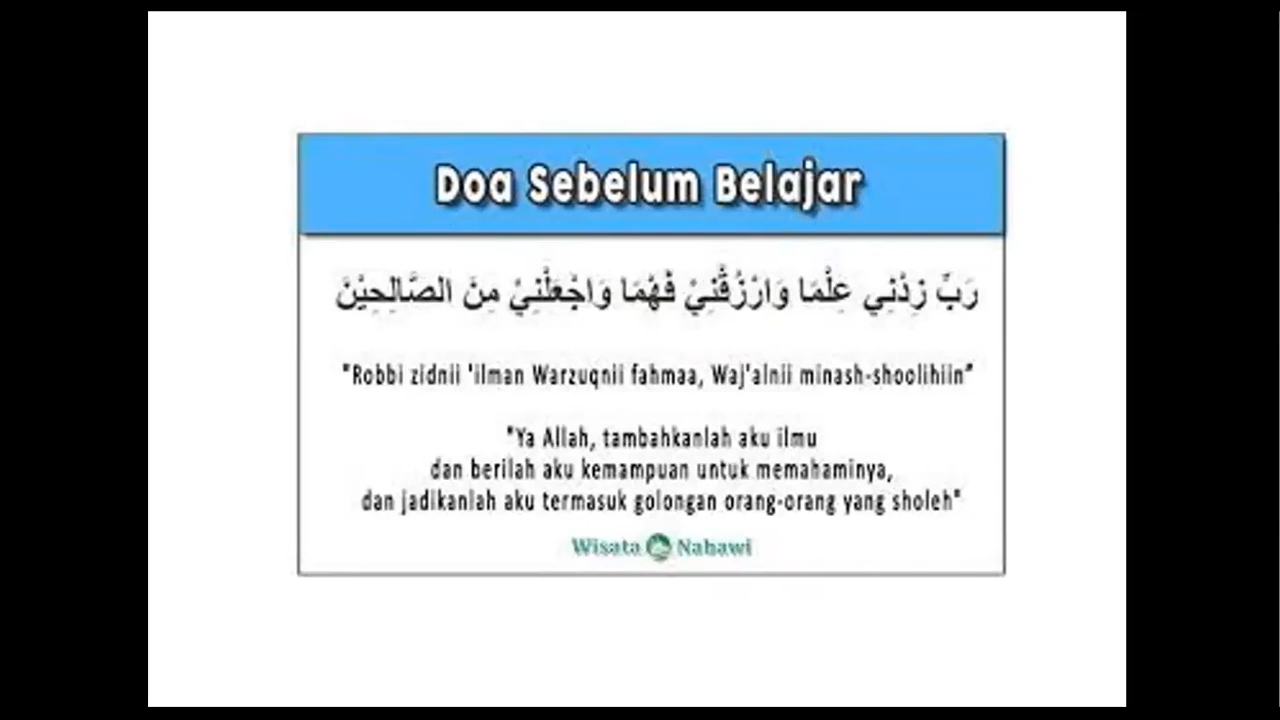 Doa Sebelum Belajar
رَبِّ زِدْنِي عِلْمًا وَارْزُقْنِيْ فَهْمَا وَاجْعَلْنِيْ مِنَ الصَّالِحِيْنَ
"Robbi zidnii 'ilman Warzuqnii fahmaa, Waj'alnii minash-shoolihiin"
"Ya Allah, tambahkanlah aku ilmu
dan berilah aku kemampuan untuk memahaminya,
dan jadikanlah aku termasuk golongan orang-orang yang sholeh"
Wisata Nabawi